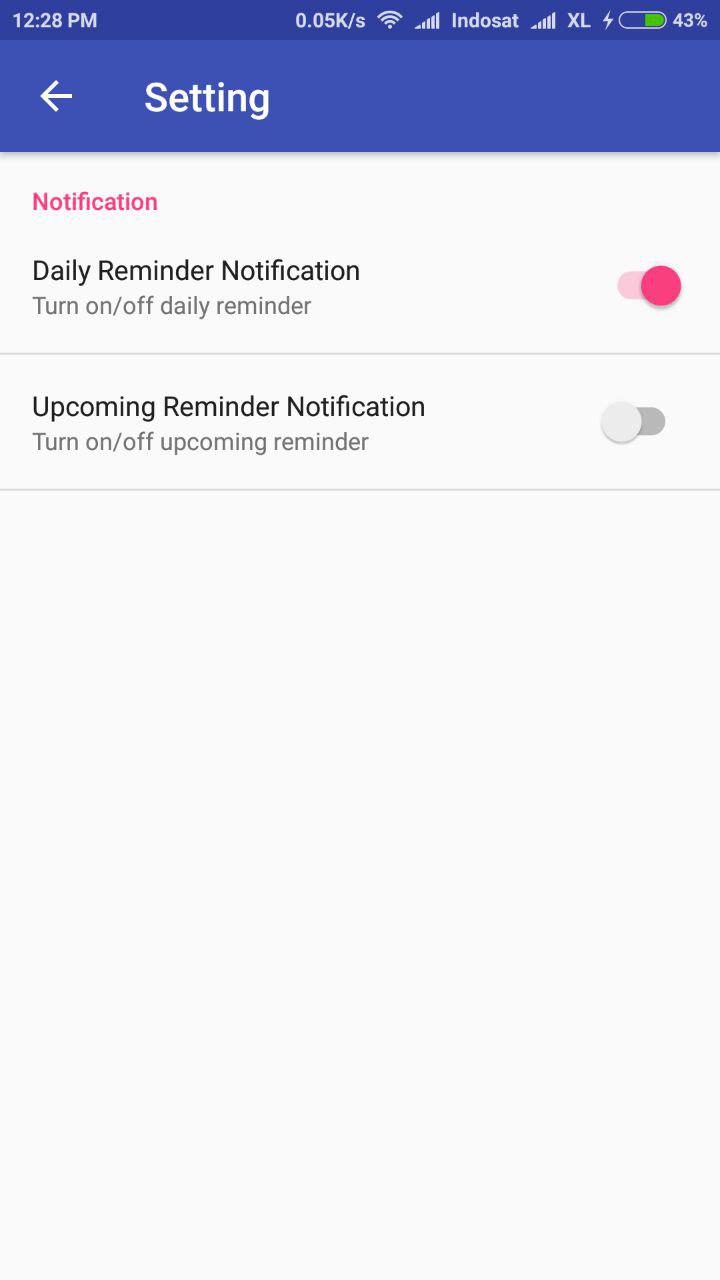 12:28 PM 0.05K/s Indosat XL 43%
Setting
Notification
Daily Reminder Notification
Turn on/off daily reminder
Upcoming Reminder Notification
Turn on/off upcoming reminder